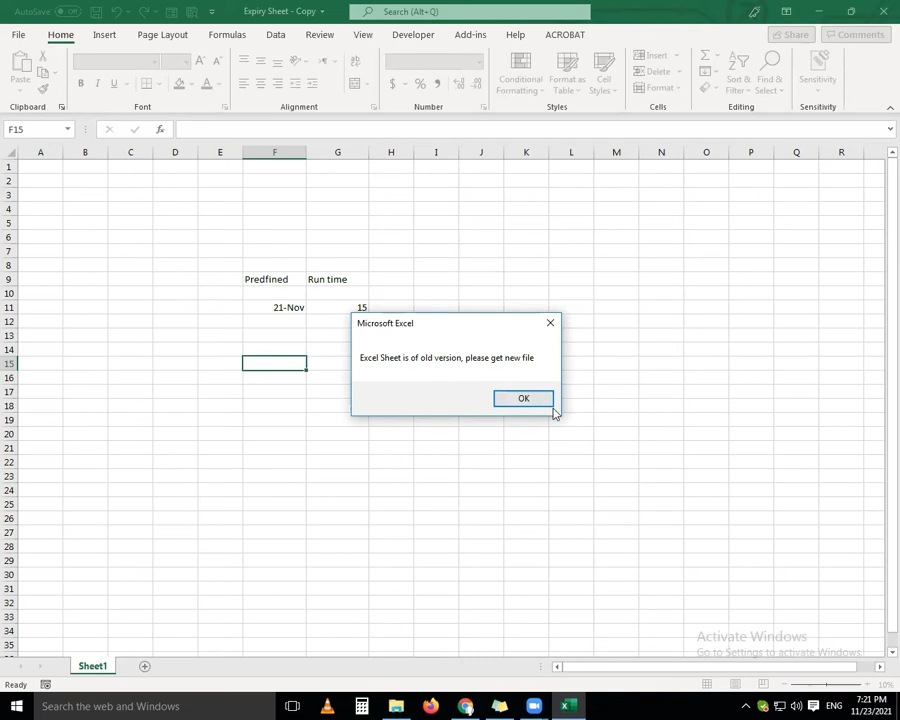 AutoSave Off
Expiry Sheet - Copy
Search (Alt+Q)
File Home Insert Page Layout Formulas Data Review View Developer Add-ins Help ACROBAT
Share Comments
Paste
B I U
ab
$ % ,
Conditional Formatting
Format as Table
Cell Styles
Insert
Delete
Format
Sort & Filter
Find & Select
Sensitivity
Clipboard Font Alignment Number Styles Cells Editing Sensitivity
F15
fx
A B C D E F G H I J K L M N O P Q R
1
2
3
4
5
6
7
8
9 Predfined Run time
10
11 21-Nov 15
12
13
14
15
16
17
18
19
20
21
22
23
24
25
26
27
28
29
30
31
32
33
34
35
Microsoft Excel
Excel Sheet is of old version, please get new file
OK
Activate Windows
Go to Settings to activate Windows.
Sheet1
Ready
10%
Search the web and Windows
ENG
7:21 PM
11/23/2021